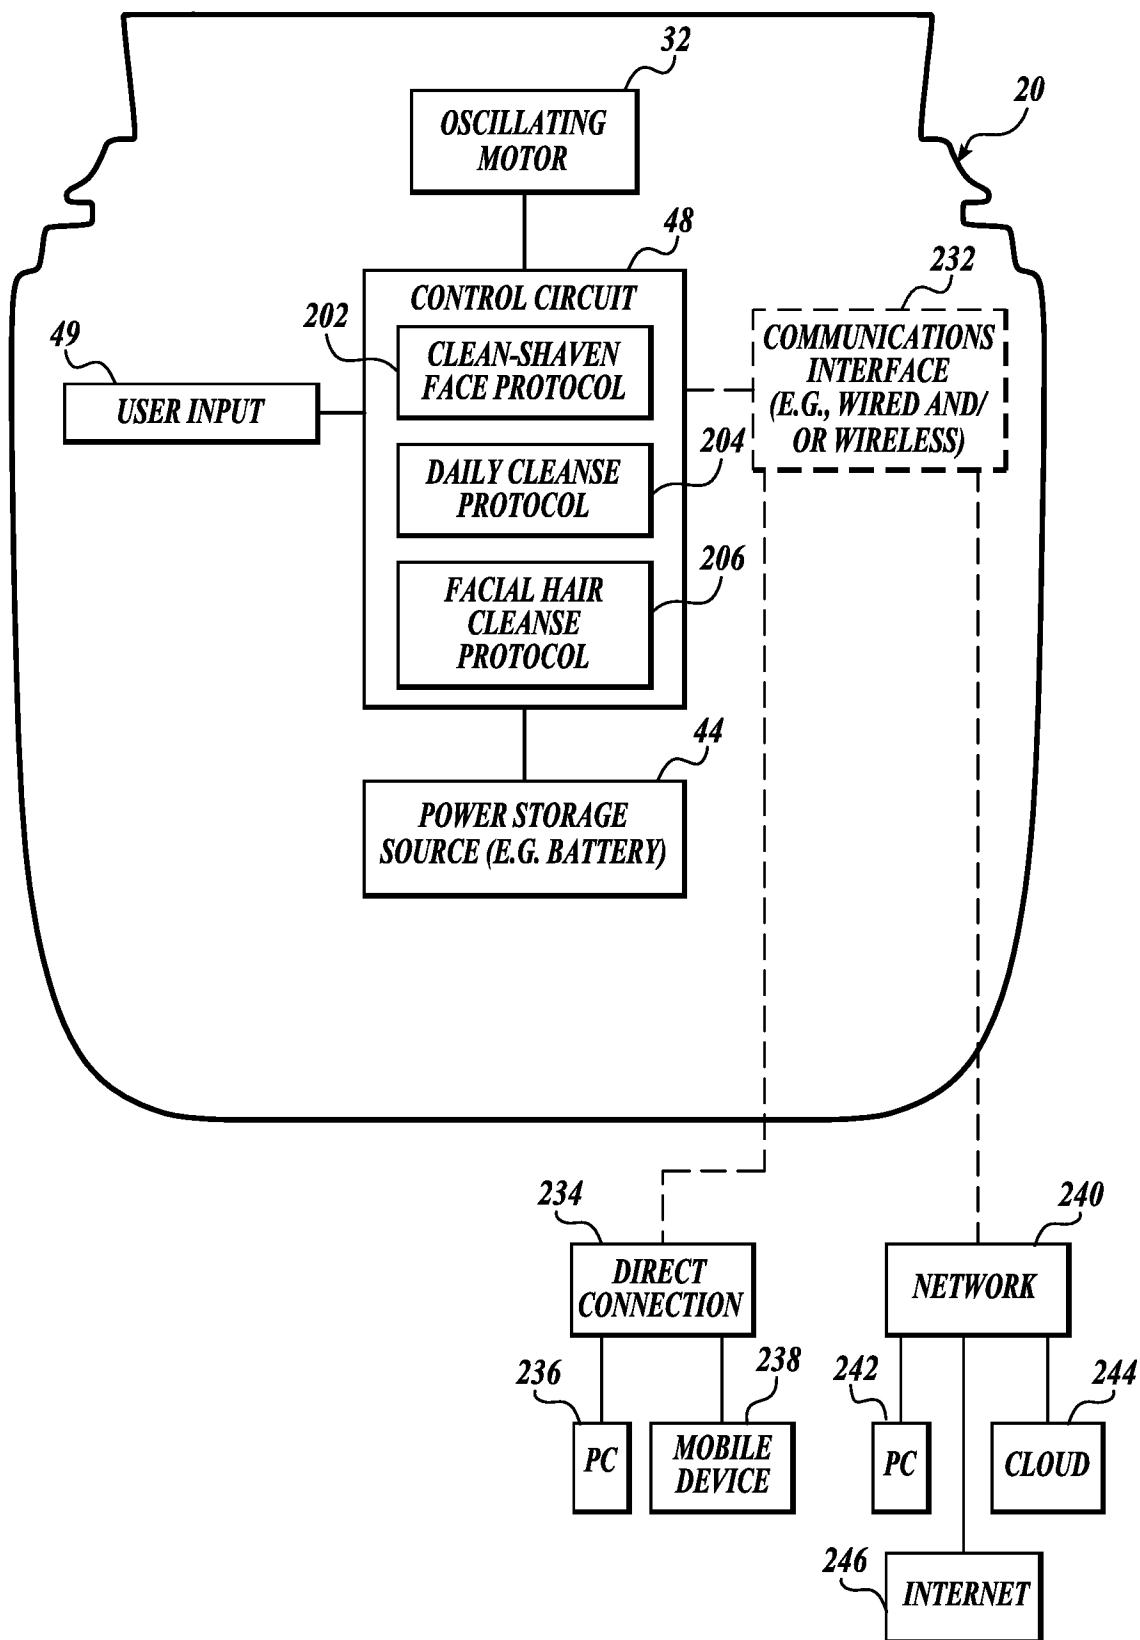 32
OSCILLATING
MOTOR
20
48
CONTROL CIRCUIT
232
COMMUNICATIONS
INTERFACE
(E.G., WIRED AND/
OR WIRELESS)
202
CLEAN-SHAVEN
FACE PROTOCOL
49
USER INPUT
204
DAILY CLEANSE
PROTOCOL
206
FACIAL HAIR
CLEANSE
PROTOCOL
44
POWER STORAGE
SOURCE (E.G. BATTERY)
234
DIRECT
CONNECTION
240
NETWORK
236
PC
238
MOBILE
DEVICE
242
PC
244
CLOUD
246
INTERNET